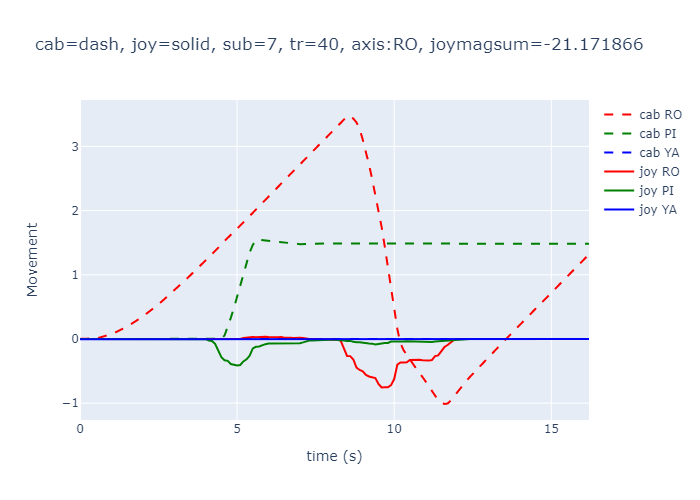 cab=dash, joy=solid, sub=7, tr=40, axis:RO, joymagsum=-21.171866
cab RO
cab PI
cab YA
joy RO
joy PI
joy YA
Movement
3
2
1
0
−1
0
5
10
15
time (s)